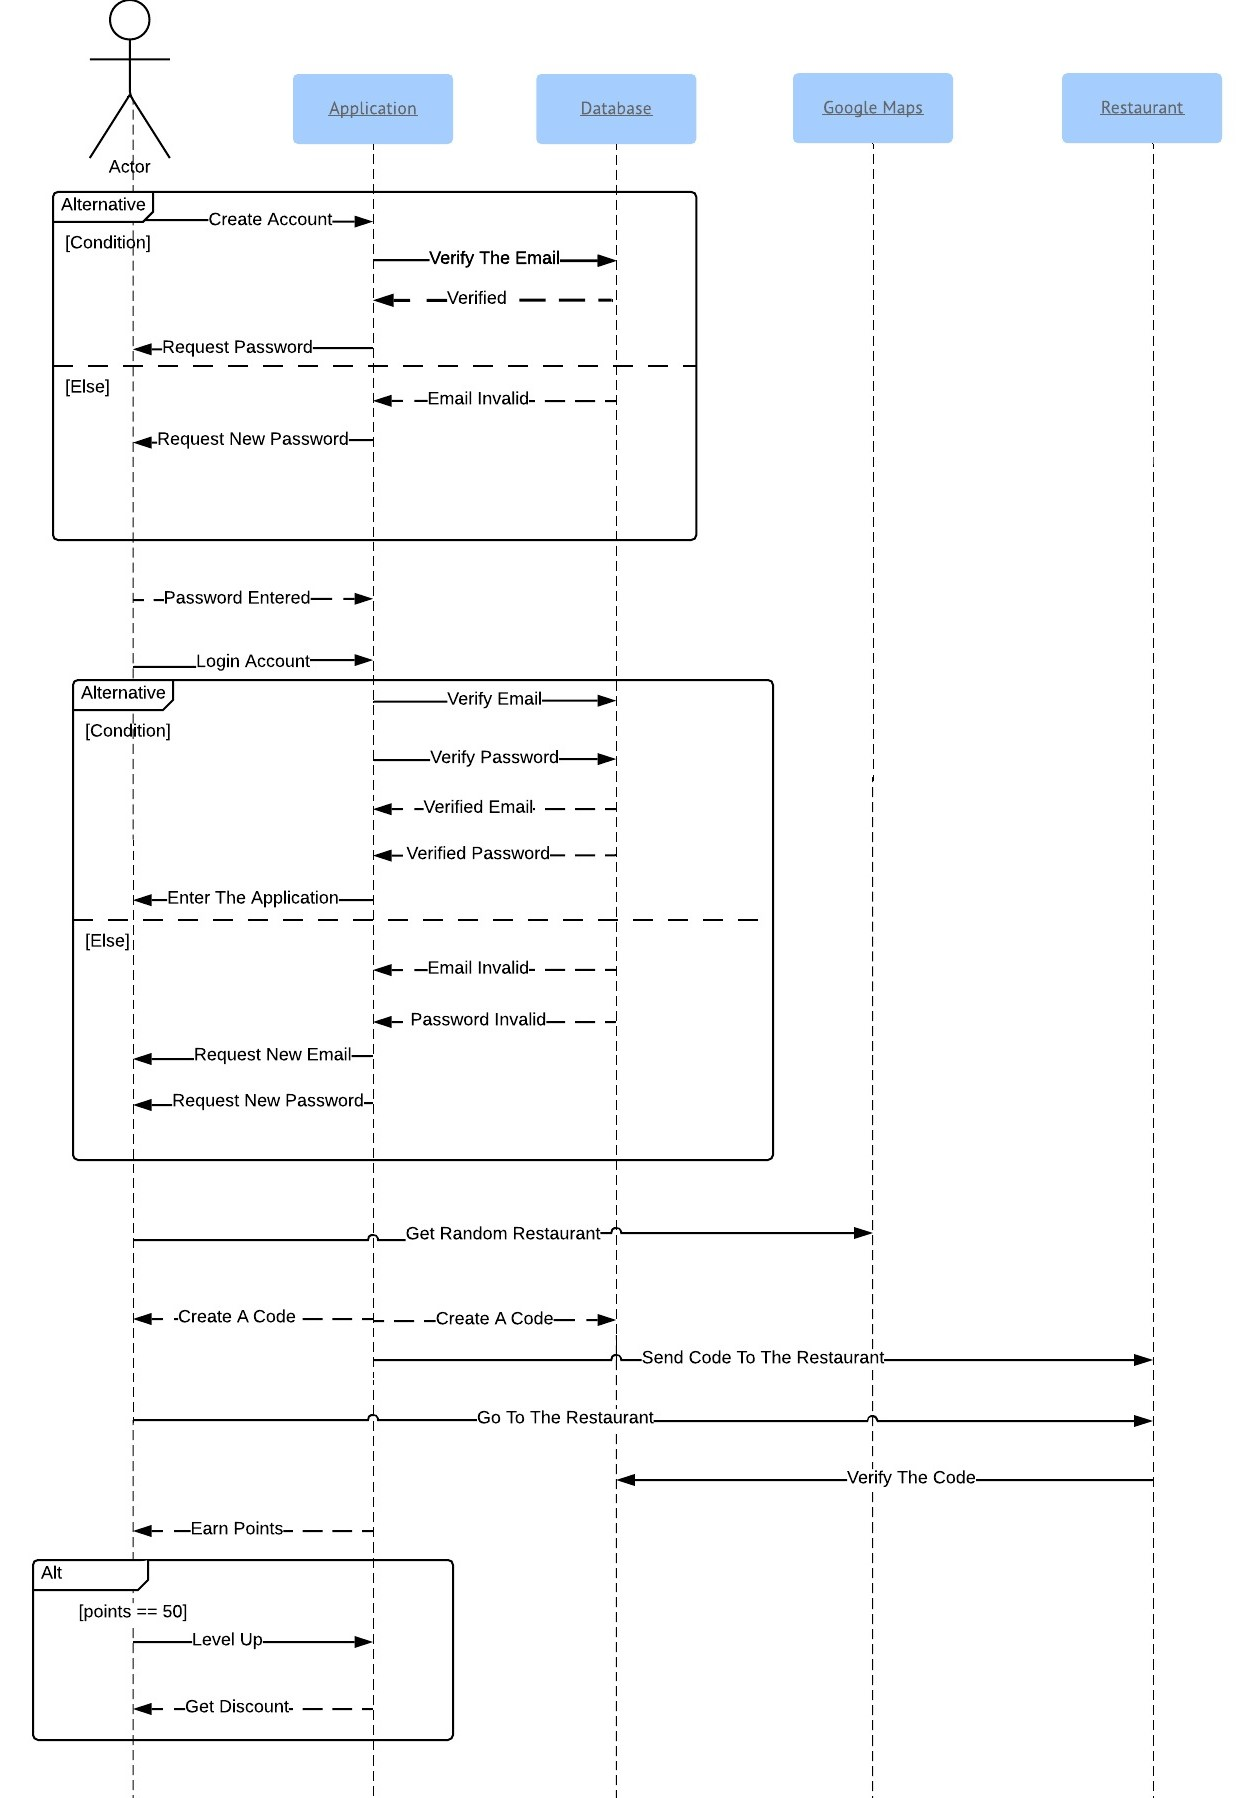 Application
Database
Google Maps
Restaurant
Actor
Alternative
Create Account
[Condition]
Verify The Email
Verified
Request Password
[Else]
Email Invalid
Request New Password
Password Entered
Login Account
Alternative
Verify Email
[Condition]
Verify Password
Verified Email
Verified Password
Enter The Application
[Else]
Email Invalid
Password Invalid
Request New Email
Request New Password
Get Random Restaurant
Create A Code
Create A Code
Send Code To The Restaurant
Go To The Restaurant
Verify The Code
Earn Points
Alt
[points == 50]
Level Up
Get Discount